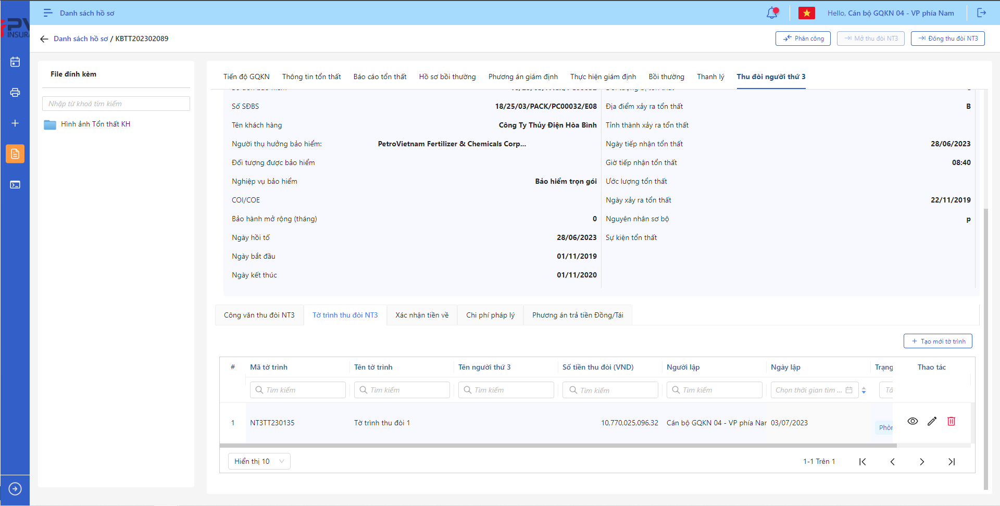 Danh sách hồ sơ
Hello, Cán bộ GQKN 04 - VP phía Nam
PV
INSURA
Danh sách hồ sơ / KBTT202302089
Phân công
Mở thu đòi NT3
Đóng thu đòi NT3
File đính kèm
Nhập từ khoá tìm kiếm
Hình ảnh Tổn thất KH
Tiến độ GQKN
Thông tin tổn thất
Báo cáo tổn thất
Hồ sơ bồi thường
Phương án giám định
Thực hiện giám định
Bồi thường
Thanh lý
Thu đòi người thứ 3
Số SĐBS 18/25/03/PACK/PC00032/E08
Địa điểm xảy ra tổn thất B
Tên khách hàng Công Ty Thủy Điện Hòa Bình
Tỉnh thành xảy ra tổn thất
Người thụ hưởng bảo hiểm: PetroVietnam Fertilizer & Chemicals Corp...
Ngày tiếp nhận tổn thất 28/06/2023
Đối tượng được bảo hiểm
Giờ tiếp nhận tổn thất 08:40
Nghiệp vụ bảo hiểm Bảo hiểm trọn gói
Ước lượng tổn thất
COI/COE
Ngày xảy ra tổn thất 22/11/2019
Bảo hành mở rộng (tháng) 0
Nguyên nhân sơ bộ p
Ngày hồi tố 28/06/2023
Sự kiện tổn thất
Ngày bắt đầu 01/11/2019
Ngày kết thúc 01/11/2020
Công văn thu đòi NT3
Tờ trình thu đòi NT3
Xác nhận tiền về
Chi phí pháp lý
Phương án trả tiền Đồng/Tái
Tạo mới tờ trình
# Mã tờ trình Tên tờ trình Tên người thứ 3 Số tiền thu đòi (VND) Người lập Ngày lập Trạng Thao tác
Tìm kiếm Tìm kiếm Tìm kiếm Tìm kiếm Tìm kiếm Chọn thời gian tìm ... Tấ
1 NT3TT230135 Tờ trình thu đòi 1 10,770,025,096.32 Cán bộ GQKN 04 - VP phía Nar 03/07/2023 Phòr
Hiển thị 10
1-1 Trên 1